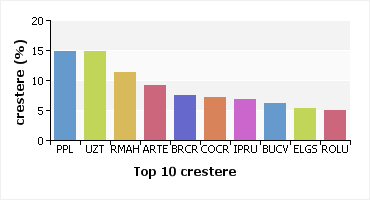 crestere (%)
20
15
10
5
0
PPL UZT RMAH ARTE BRCR COCR IPRU BUCV ELGS ROLU
Top 10 crestere